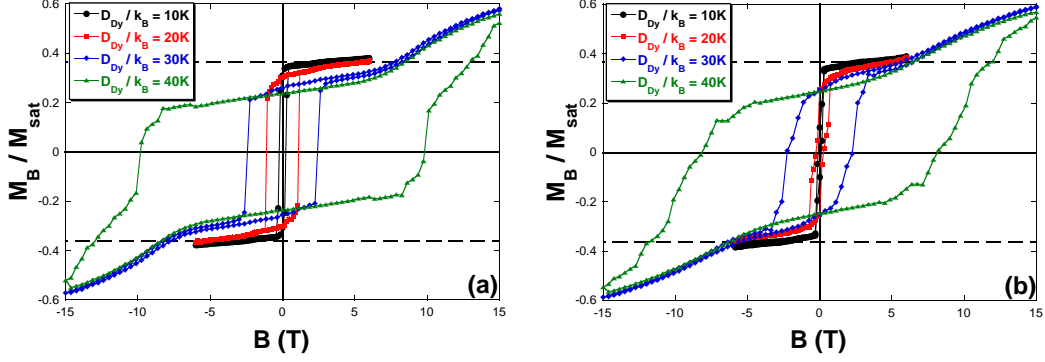 0.6
0.4
0.2
0
-0.2
-0.4
-0.6
M_B / M_sat
D_Dy / k_B = 10K
D_Dy / k_B = 20K
D_Dy / k_B = 30K
D_Dy / k_B = 40K
(a)
-15 -10 -5 0 5 10 15
B (T)
0.6
0.4
0.2
0
-0.2
-0.4
-0.6
M_B / M_sat
D_Dy / k_B = 10K
D_Dy / k_B = 20K
D_Dy / k_B = 30K
D_Dy / k_B = 40K
(b)
-15 -10 -5 0 5 10 15
B (T)